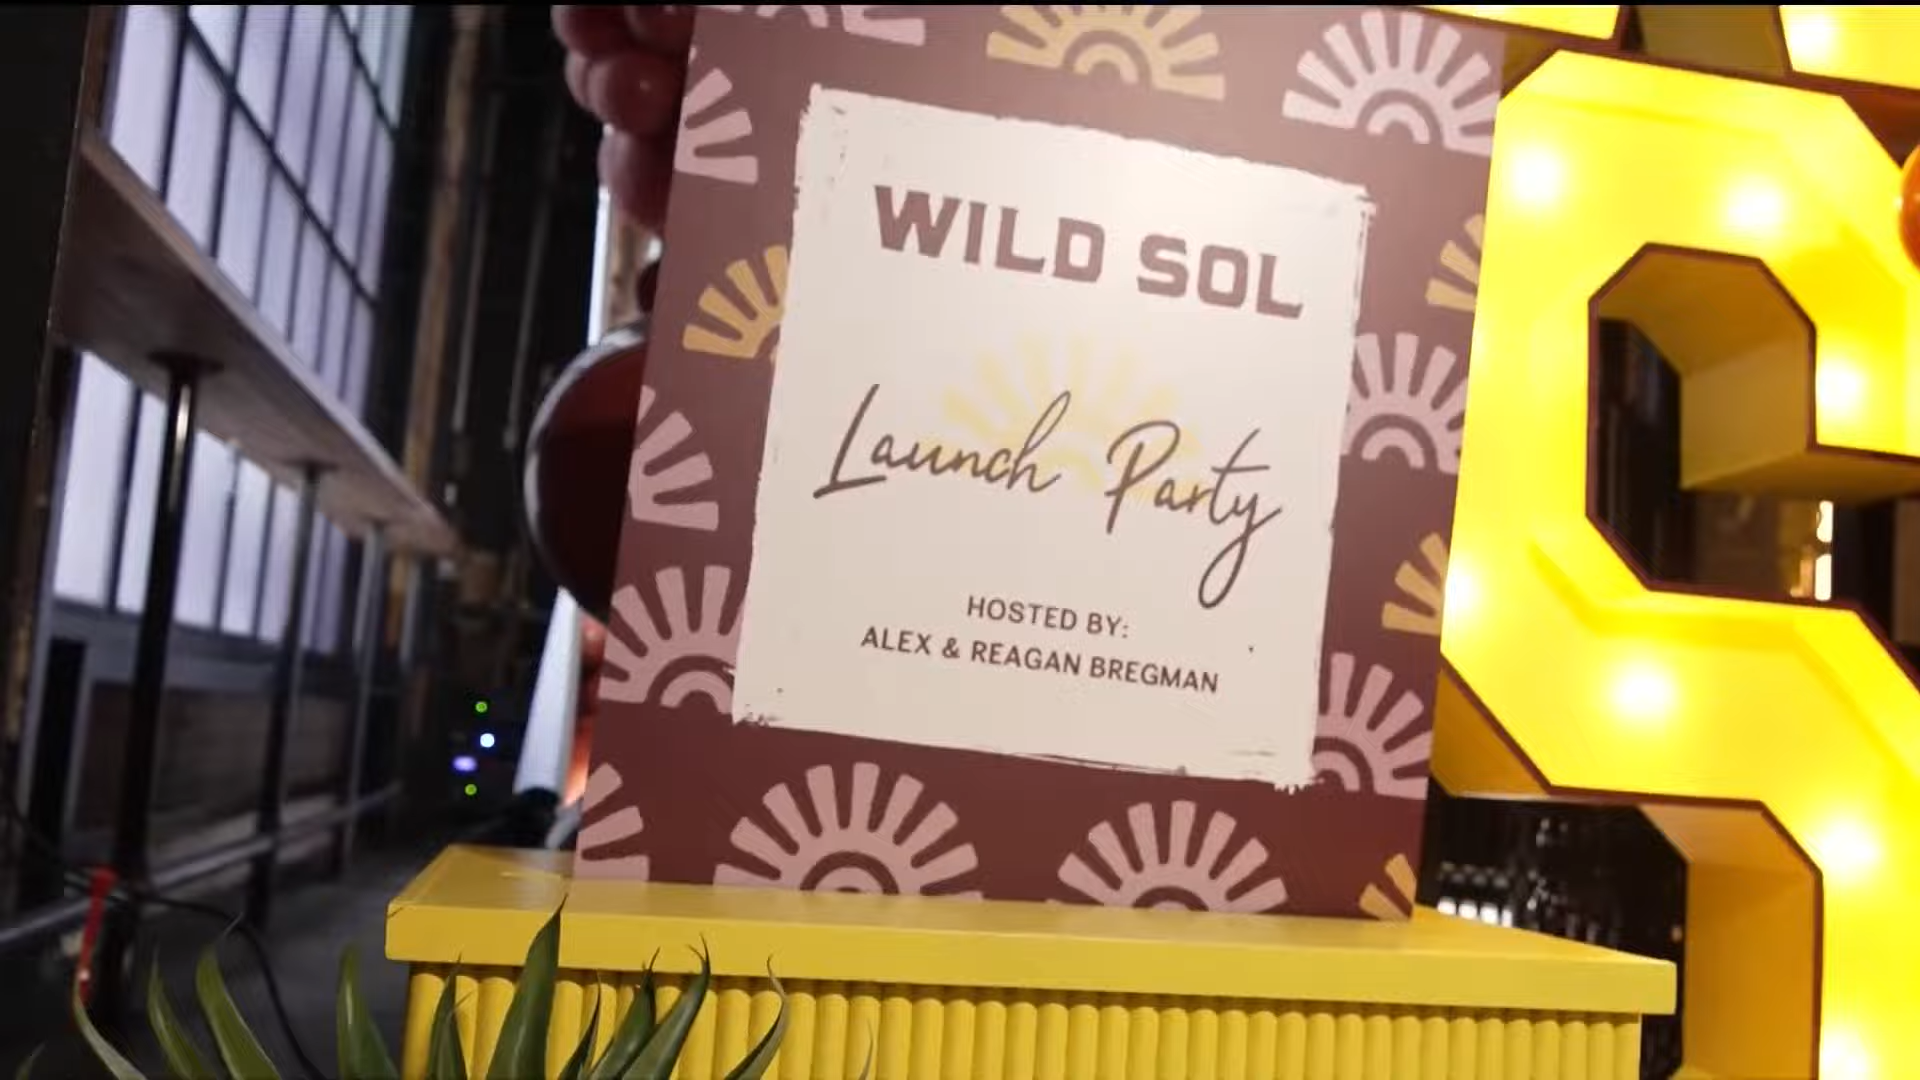 WILD SOL
Launch Party
HOSTED BY:
ALEX & REAGAN BREGMAN
S